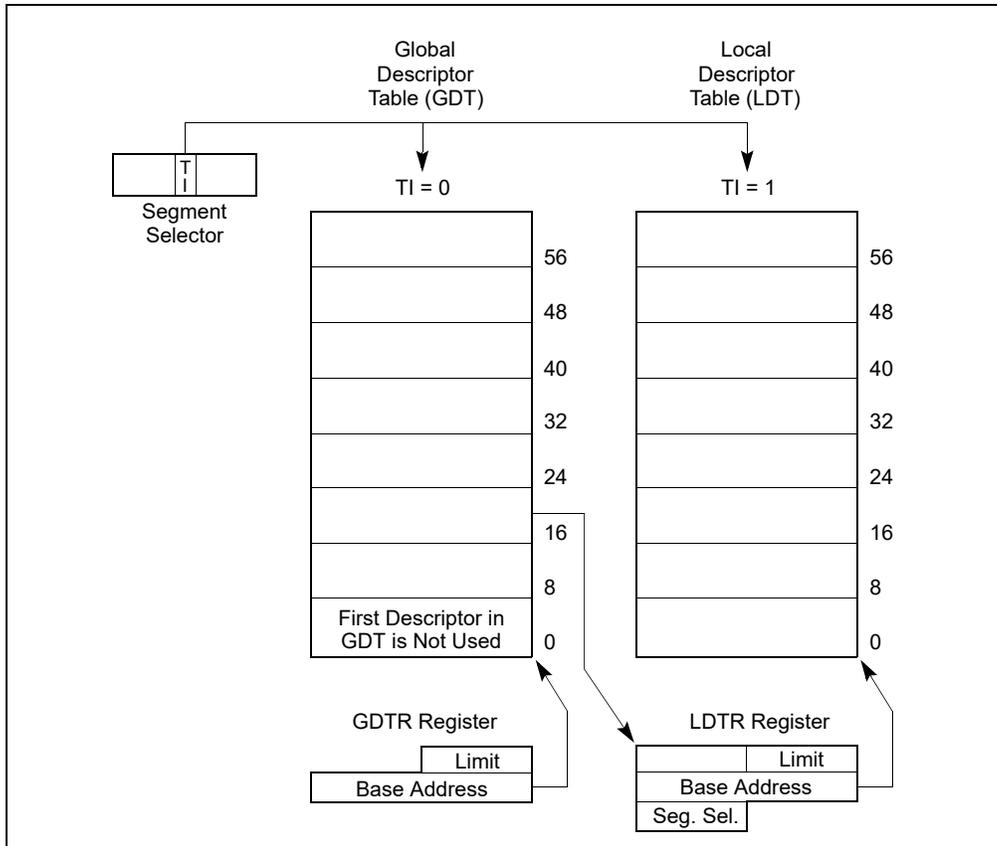 Global
Descriptor
Table (GDT)
Local
Descriptor
Table (LDT)
T
I
Segment
Selector
TI = 0
TI = 1
56
48
40
32
24
16
8
First Descriptor in
GDT is Not Used
0
56
48
40
32
24
16
8
0
GDTR Register
Limit
Base Address
LDTR Register
Limit
Base Address
Seg. Sel.